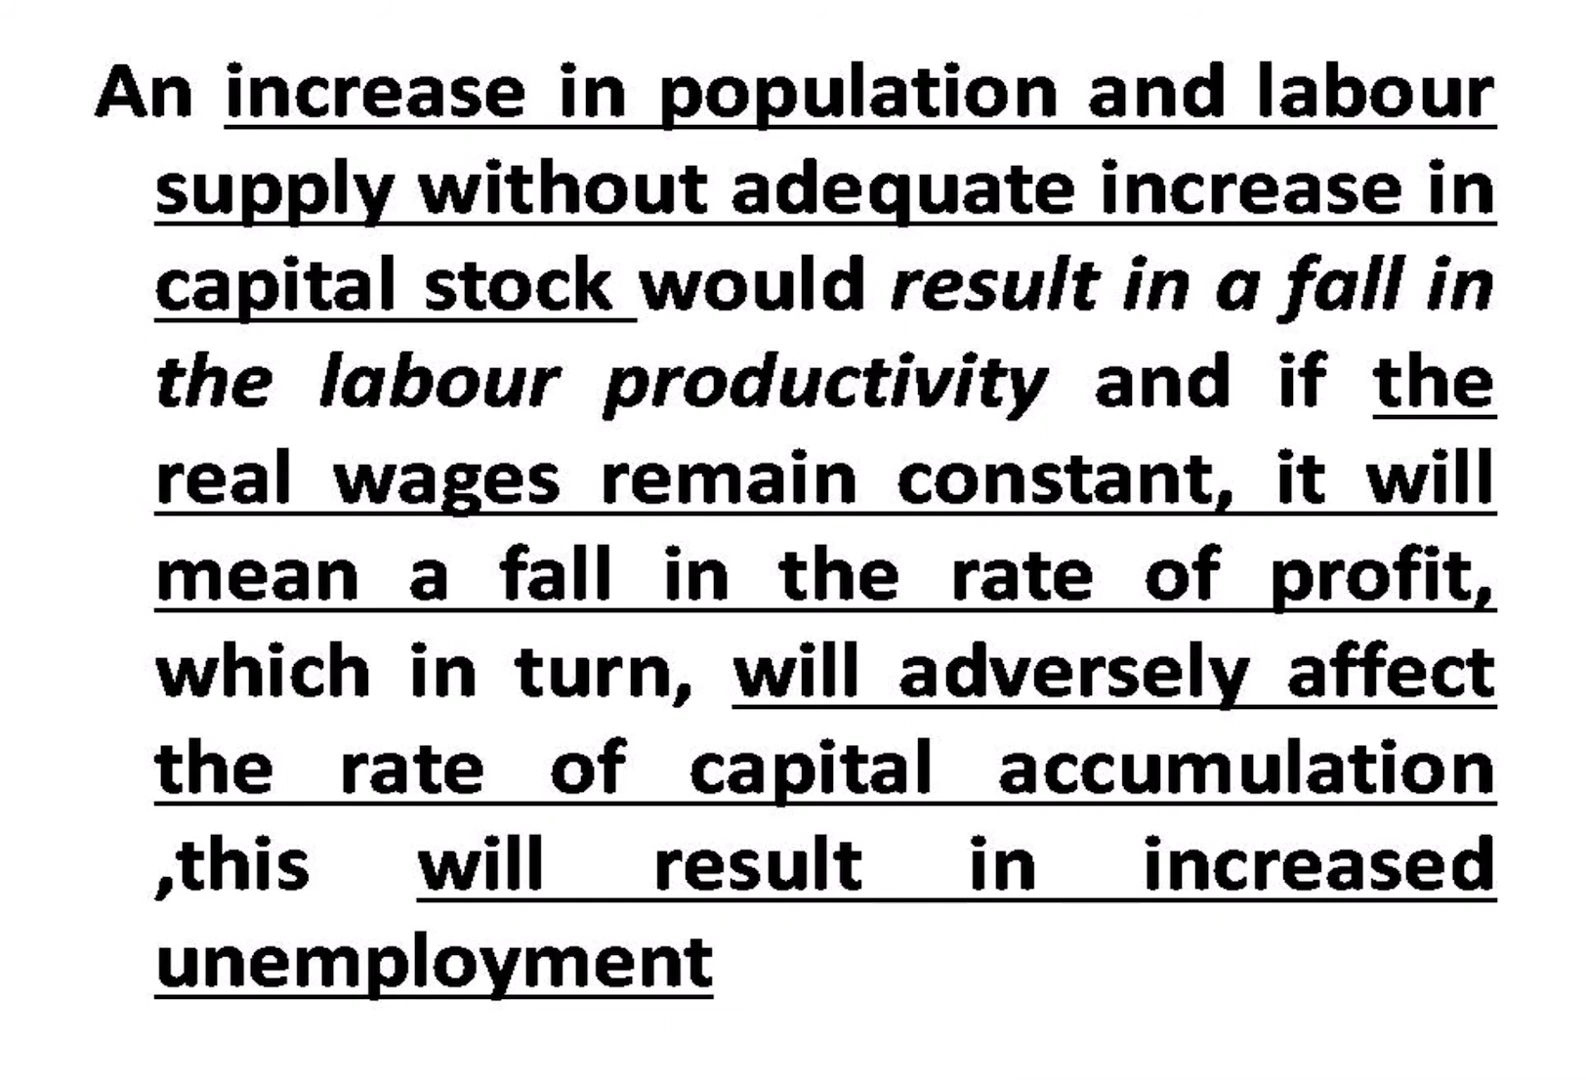 An increase in population and labour
supply without adequate increase in
capital stock would result in a fall in
the labour productivity and if the
real wages remain constant, it will
mean a fall in the rate of profit,
which in turn, will adversely affect
the rate of capital accumulation
,this will result in increased
unemployment